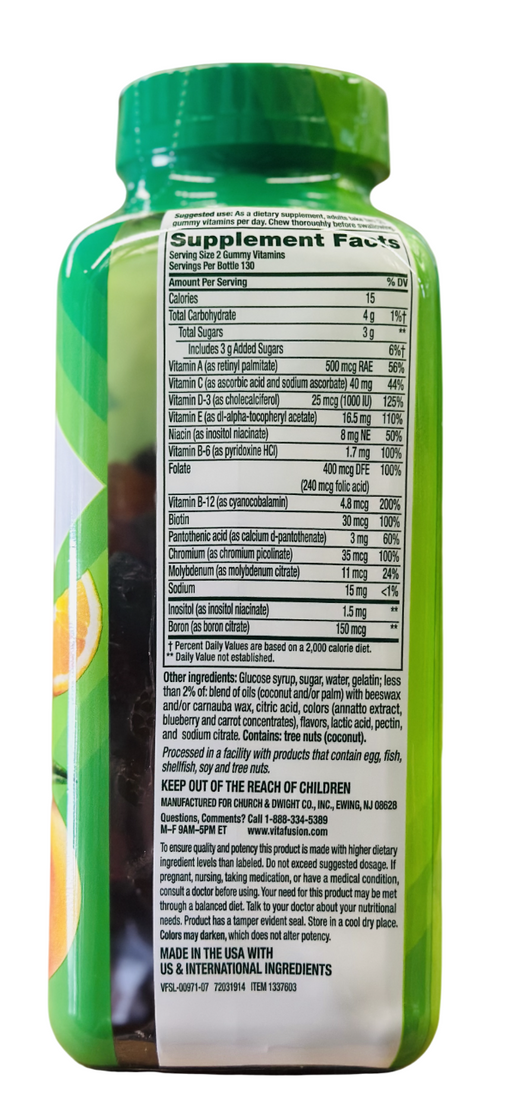 Suggested use: As a dietary supplement, adults take
gummy vitamins per day. Chew thoroughly before swallowing.
Supplement Facts
Serving Size 2 Gummy Vitamins
Servings Per Bottle 130
Amount Per Serving % DV
Calories 15
Total Carbohydrate 4 g 1%†
Total Sugars 3 g **
Includes 3 g Added Sugars 6%†
Vitamin A (as retinyl palmitate) 500 mcg RAE 56%
Vitamin C (as ascorbic acid and sodium ascorbate) 40 mg 44%
Vitamin D-3 (as cholecalciferol) 25 mcg (1000 IU) 125%
Vitamin E (as dl-alpha-tocopheryl acetate) 16.5 mg 110%
Niacin (as inositol niacinate) 8 mg NE 50%
Vitamin B-6 (as pyridoxine HCl) 1.7 mg 100%
Folate 400 mcg DFE 100%
(240 mcg folic acid)
Vitamin B-12 (as cyanocobalamin) 4.8 mcg 200%
Biotin 30 mcg 100%
Pantothenic acid (as calcium d-pantothenate) 3 mg 60%
Chromium (as chromium picolinate) 35 mcg 100%
Molybdenum (as molybdenum citrate) 11 mcg 24%
Sodium 15 mg <1%
Inositol (as inositol niacinate) 1.5 mg **
Boron (as boron citrate) 150 mcg **
† Percent Daily Values are based on a 2,000 calorie diet.
** Daily Value not established.
Other ingredients: Glucose syrup, sugar, water, gelatin; less
than 2% of: blend of oils (coconut and/or palm) with beeswax
and/or carnauba wax, citric acid, colors (annatto extract,
blueberry and carrot concentrates), flavors, lactic acid, pectin,
and sodium citrate. Contains: tree nuts (coconut).
Processed in a facility with products that contain egg, fish,
shellfish, soy and tree nuts.
KEEP OUT OF THE REACH OF CHILDREN
MANUFACTURED FOR CHURCH & DWIGHT CO., INC., EWING, NJ 08628
Questions, Comments? Call 1-888-334-5389
M–F 9AM–5PM ET www.vitafusion.com
To ensure quality and potency this product is made with higher dietary
ingredient levels than labeled. Do not exceed suggested dosage. If
pregnant, nursing, taking medication, or have a medical condition,
consult a doctor before using. Your need for this product may be met
through a balanced diet. Talk to your doctor about your nutritional
needs. Product has a tamper evident seal. Store in a cool dry place.
Colors may darken, which does not alter potency.
MADE IN THE USA WITH
US & INTERNATIONAL INGREDIENTS
VFSL-00971-07 72031914 ITEM 1337603